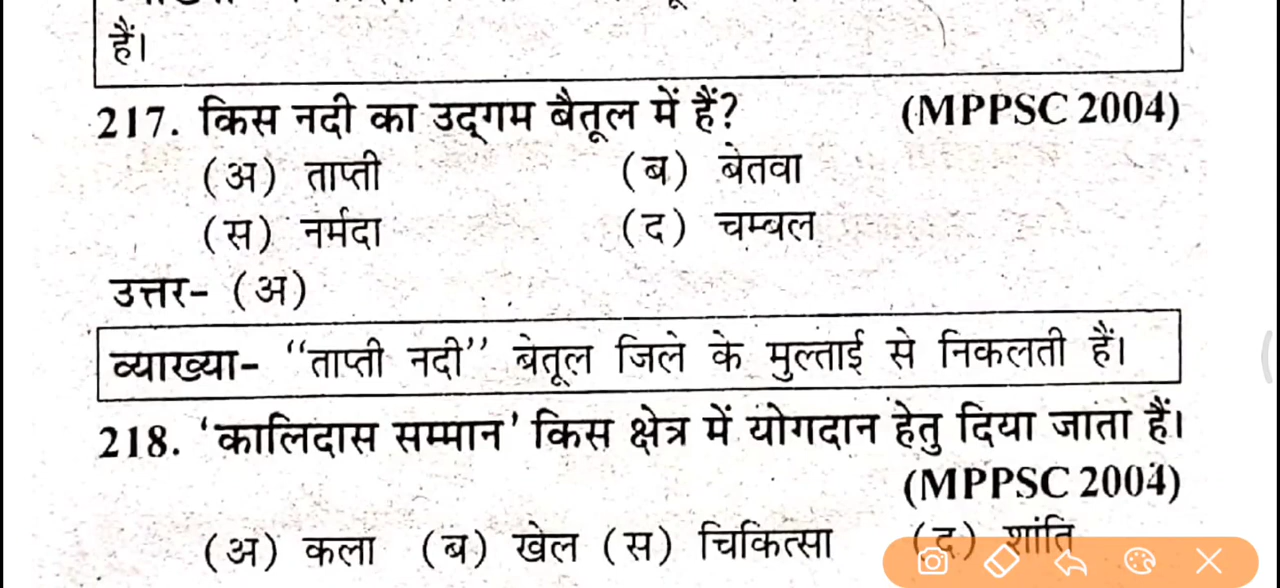 हैं।
217. किस नदी का उद्गम बैतूल में हैं? (MPPSC 2004)
(अ) ताप्ती (ब) बेतवा
(स) नर्मदा (द) चम्बल
उत्तर- (अ)
व्याख्या- “ताप्ती नदी” बेतूल जिले के मुल्ताई से निकलती हैं।
218. ‘कालिदास सम्मान’ किस क्षेत्र में योगदान हेतु दिया जाता हैं।
(MPPSC 2004)
(अ) कला (ब) खेल (स) चिकित्सा (द) शांति